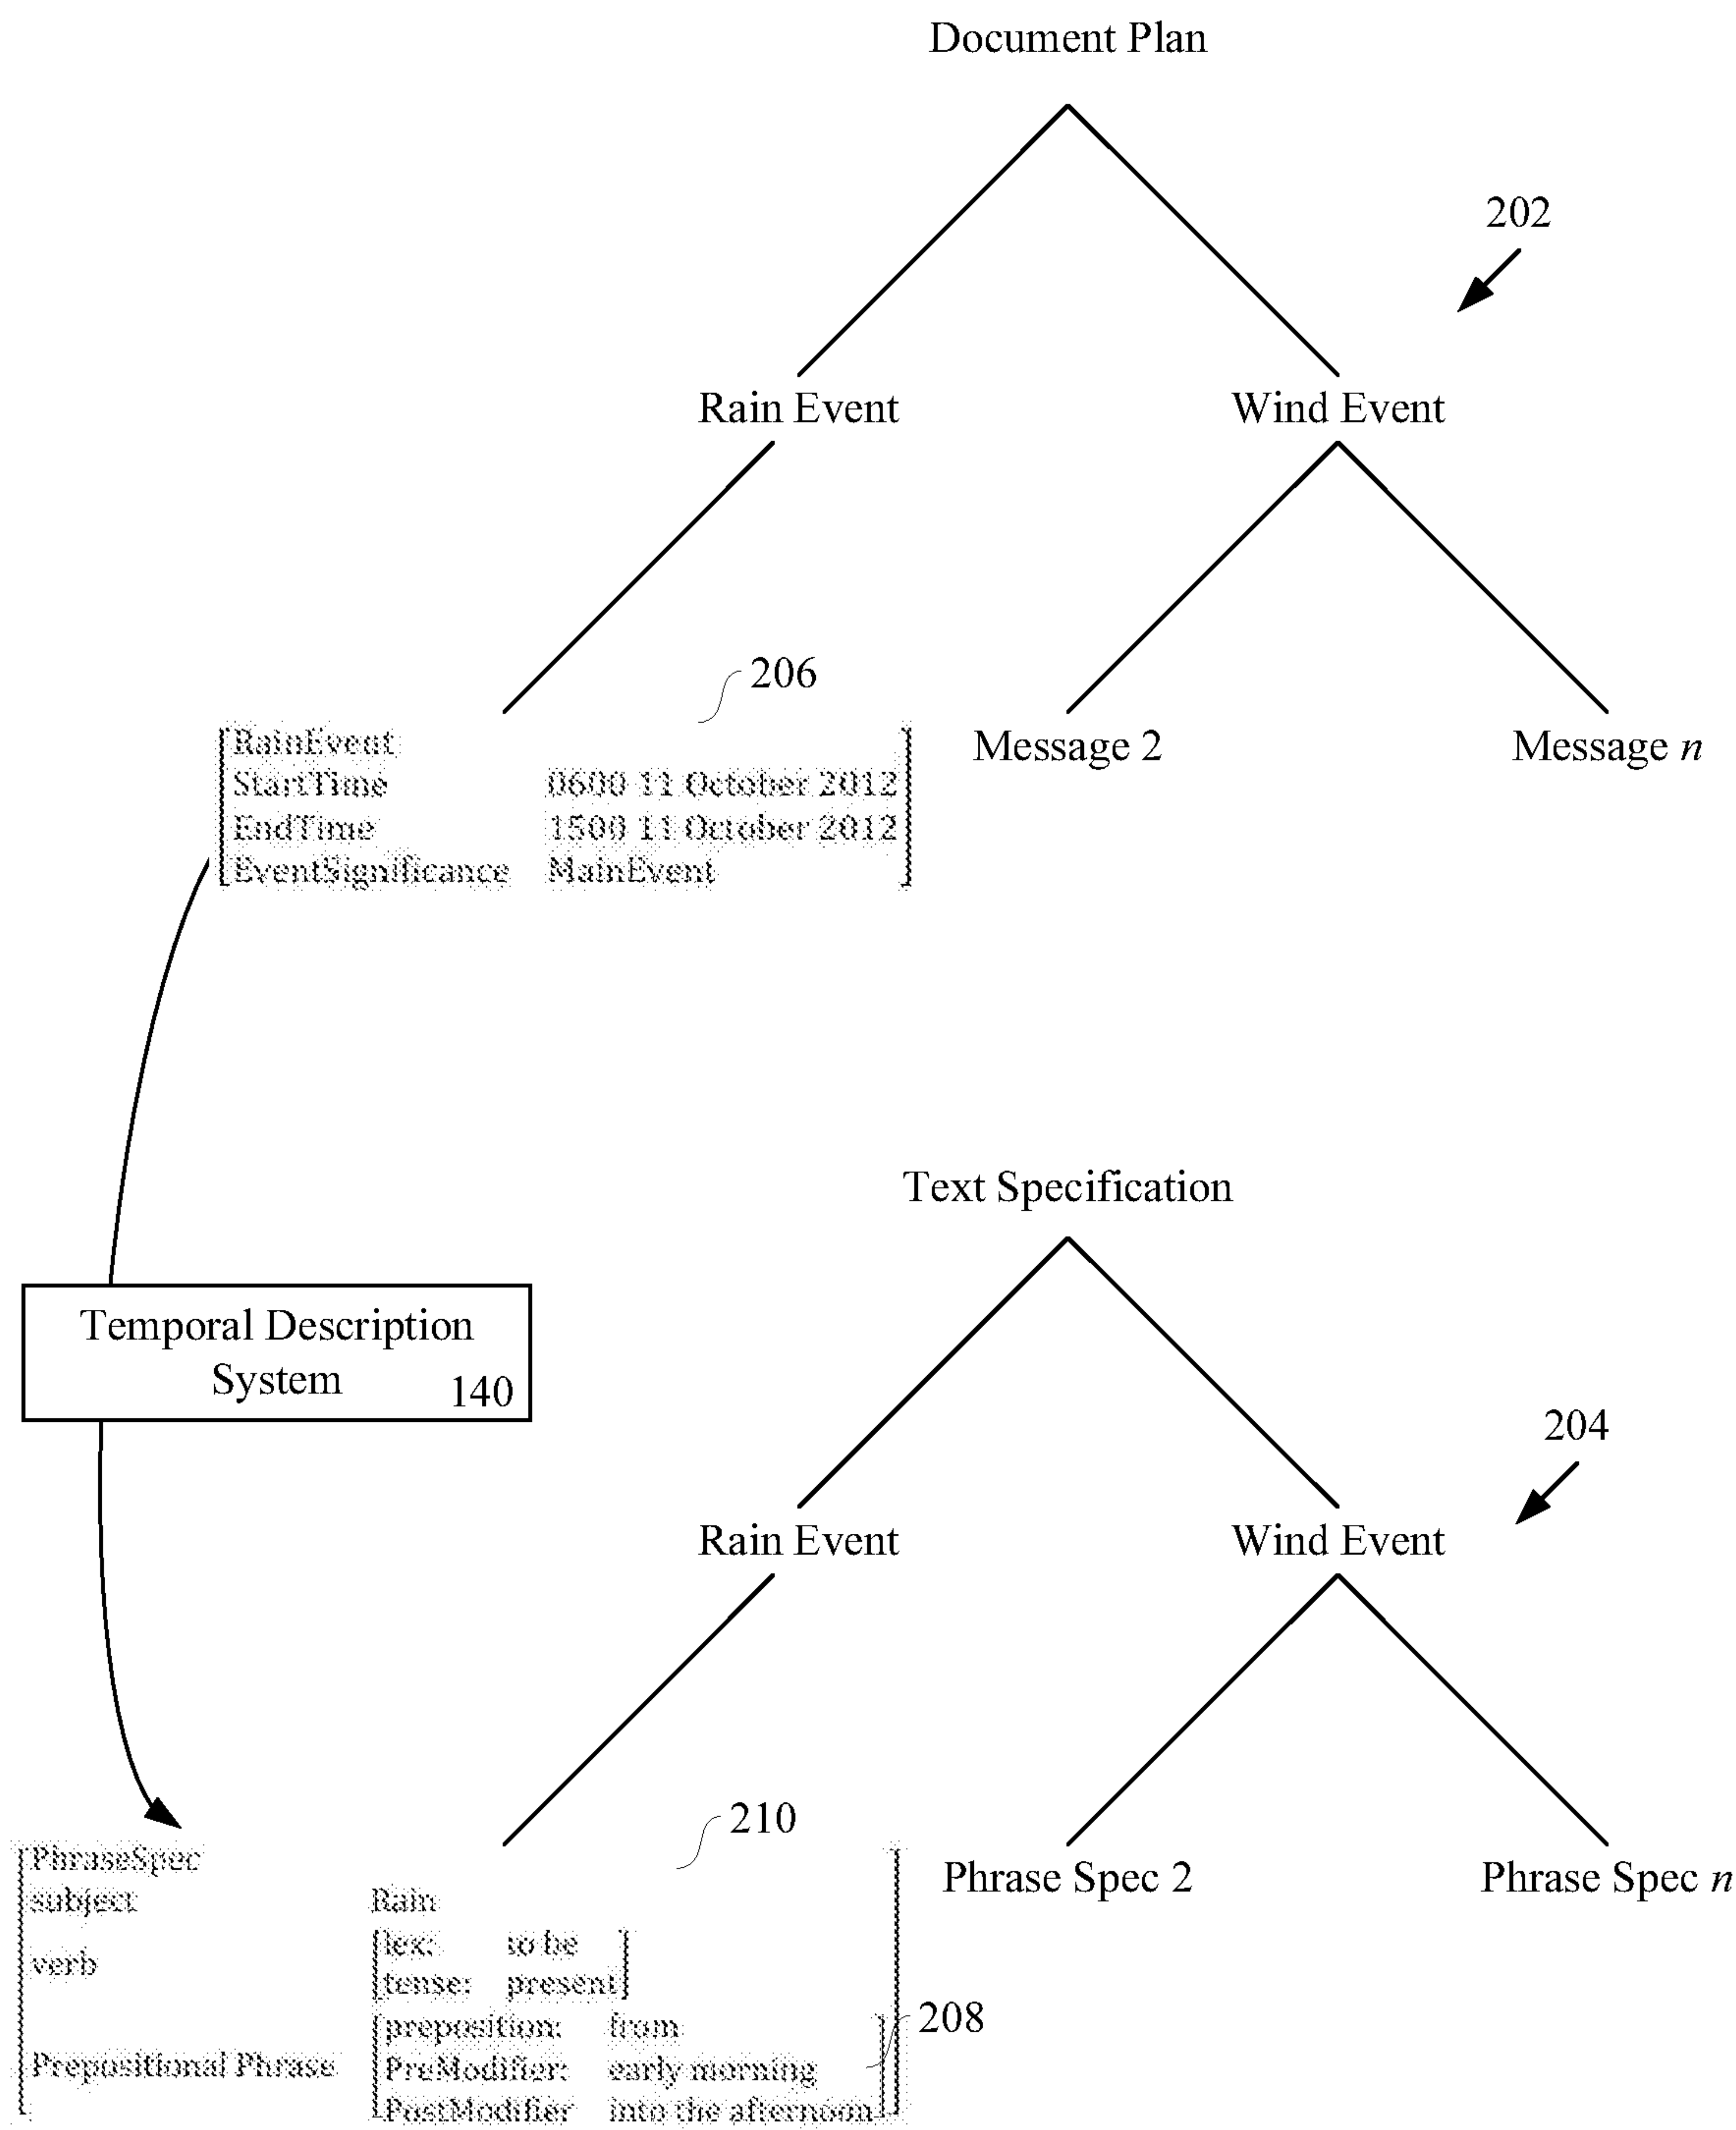 Document Plan
202
Rain Event
Wind Event
206
RainEvent
StartTime 0600 11 October 2012
EndTime 1500 11 October 2012
EventSignificance MainEvent
Message 2
Message n
Text Specification
Temporal Description
System 140
204
Rain Event
Wind Event
210
PhraseSpec
subject Rain
verb
lex: to be
tense: present
Phrase Spec 2
Phrase Spec n
208
Prepositional Phrase
preposition: from
PreModifier: early morning
PostModifier into the afternoon